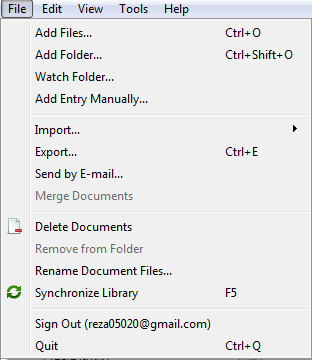 File Edit View Tools Help
Add Files... Ctrl+O
Add Folder... Ctrl+Shift+O
Watch Folder...
Add Entry Manually...
Import...
Export... Ctrl+E
Send by E-mail...
Merge Documents
Delete Documents
Remove from Folder
Rename Document Files...
Synchronize Library F5
Sign Out (reza05020@gmail.com)
Quit Ctrl+Q